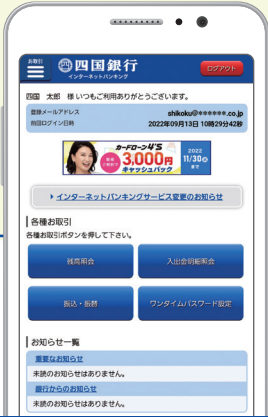 お取引
四国銀行
インターネットバンキング
ログアウト
四国 太郎 様 いつもご利用ありがとうございます。
登録メールアドレス shikoku@******.co.jp
前回ログイン日時 2022年09月13日 10時29分42秒
カードローン4'S
3,000円
キャッシュバック
2022
11/30
まで
インターネットバンキングサービス変更のお知らせ
各種お取引
各種お取引ボタンを押して下さい。
残高照会 入出金明細照会
振込・振替 ワンタイムパスワード設定
お知らせ一覧
重要なお知らせ
未読のお知らせはありません。
銀行からのお知らせ
未読のお知らせはありません。